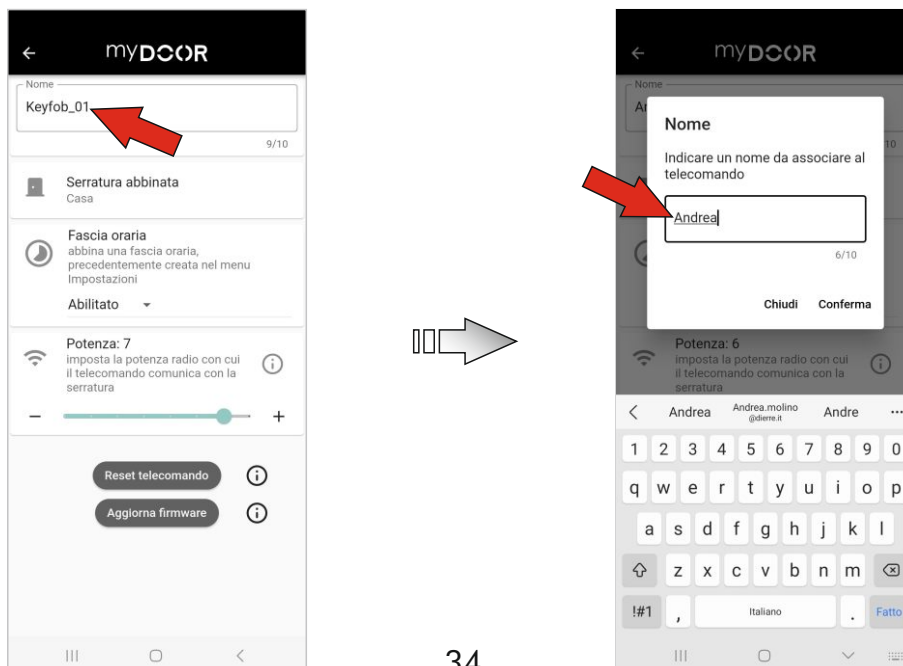 myDOOR
Nome
Keyfob_01
9/10
Serratura abbinata
Casa
Fascia oraria
abbina una fascia oraria,
precedentemente creata nel menu
Impostazioni
Abilitato
Potenza: 7
imposta la potenza radio con cui
il telecomando comunica con la
serratura
− +
Reset telecomando
Aggiorna firmware
myDOOR
Nome
10
Nome
Indicare un nome da associare al
telecomando
Andrea
6/10
Chiudi Conferma
Potenza: 6
imposta la potenza radio con cui
il telecomando comunica con la
serratura
Andrea Andrea.molino Andre ...
@dierre.it
1 2 3 4 5 6 7 8 9 0
q w e r t y u i o p
a s d f g h j k l
z x c v b n m
!#1 , Italiano . Fatto
34